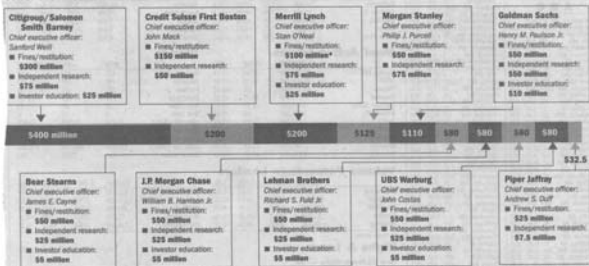 Citigroup/Salomon
Smith Barney
Chief executive officer:
Sanford Weill
■ Fines/restitution:
$300 million
■ Independent research:
$75 million
■ Investor education: $25 million
Credit Suisse First Boston
Chief executive officer:
John Mack
■ Fines/restitution:
$150 million
■ Independent research:
$50 million
Merrill Lynch
Chief executive officer:
Stan O'Neal
■ Fines/restitution:
$100 million*
■ Independent research:
$75 million
■ Investor education:
$25 million
Morgan Stanley
Chief executive officer:
Philip J. Purcell
■ Fines/restitution:
$50 million
■ Independent research:
$75 million
Goldman Sachs
Chief executive officer:
Henry M. Paulson Jr.
■ Fines/restitution:
$50 million
■ Independent research:
$50 million
■ Investor education:
$10 million
$400 million
$200
$200
$125
$110
$80
$80
$80
$80
$32.5
Bear Stearns
Chief executive officer:
James E. Cayne
■ Fines/restitution:
$50 million
■ Independent research:
$25 million
■ Investor education:
$5 million
J.P. Morgan Chase
Chief executive officer:
William B. Harrison Jr.
■ Fines/restitution:
$50 million
■ Independent research:
$25 million
■ Investor education:
$5 million
Lehman Brothers
Chief executive officer:
Richard S. Fuld Jr.
■ Fines/restitution:
$50 million
■ Independent research:
$25 million
■ Investor education:
$5 million
UBS Warburg
Chief executive officer:
John Costas
■ Fines/restitution:
$50 million
■ Independent research:
$25 million
■ Investor education:
$5 million
Piper Jaffray
Chief executive officer:
Andrew S. Duff
■ Fines/restitution:
$25 million
■ Independent research:
$7.5 million